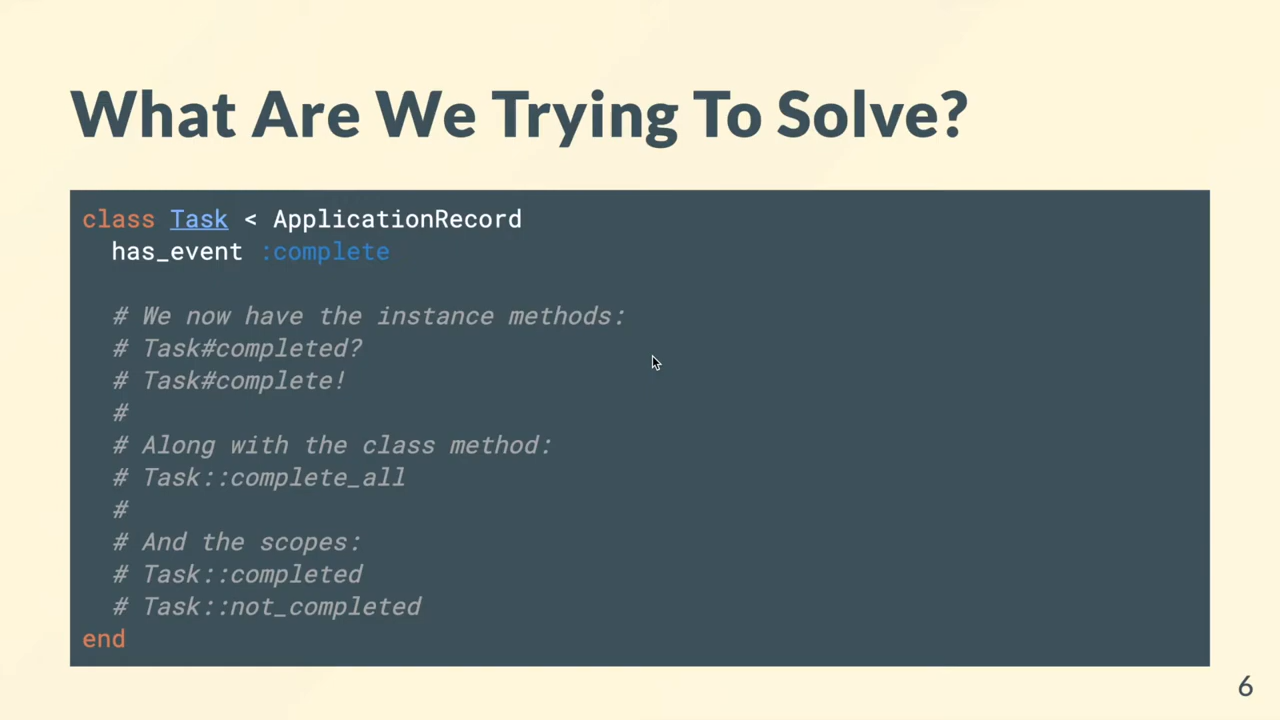 What Are We Trying To Solve?
class Task < ApplicationRecord
  has_event :complete
  # We now have the instance methods:
  # Task#completed?
  # Task#complete!
  #
  # Along with the class method:
  # Task::complete_all
  #
  # And the scopes:
  # Task::completed
  # Task::not_completed
end
6